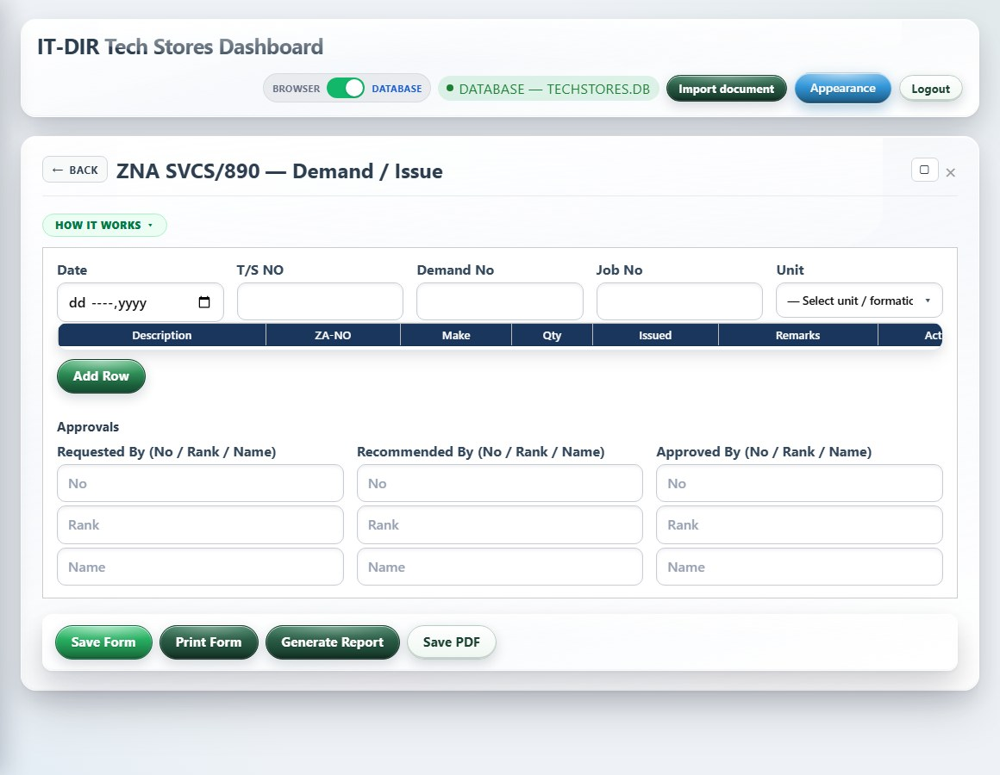 IT-DIR Tech Stores Dashboard
BROWSER DATABASE DATABASE — TECHSTORES.DB Import document Appearance Logout
← BACK ZNA SVCS/890 — Demand / Issue ×
HOW IT WORKS
Date T/S NO Demand No Job No Unit
dd ----,yyyy — Select unit / formatic
Description ZA-NO Make Qty Issued Remarks Act
Add Row
Approvals
Requested By (No / Rank / Name) Recommended By (No / Rank / Name) Approved By (No / Rank / Name)
No No No
Rank Rank Rank
Name Name Name
Save Form Print Form Generate Report Save PDF